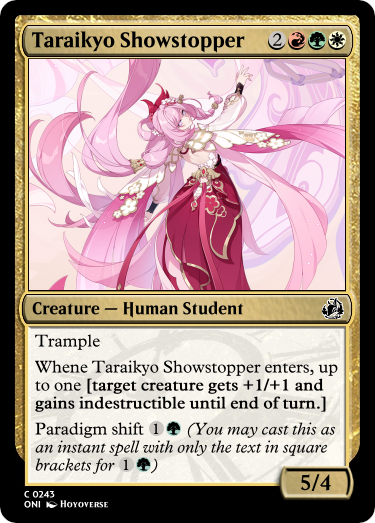 Taraikyo Showstopper 2
Creature — Human Student
Trample
Whene Taraikyo Showstopper enters, up
to one [target creature gets +1/+1 and
gains indestructible until end of turn.]
Paradigm shift 1 (You may cast this as
an instant spell with only the text in square
brackets for 1 )
5/4
C 0243
ONI Hoyoverse